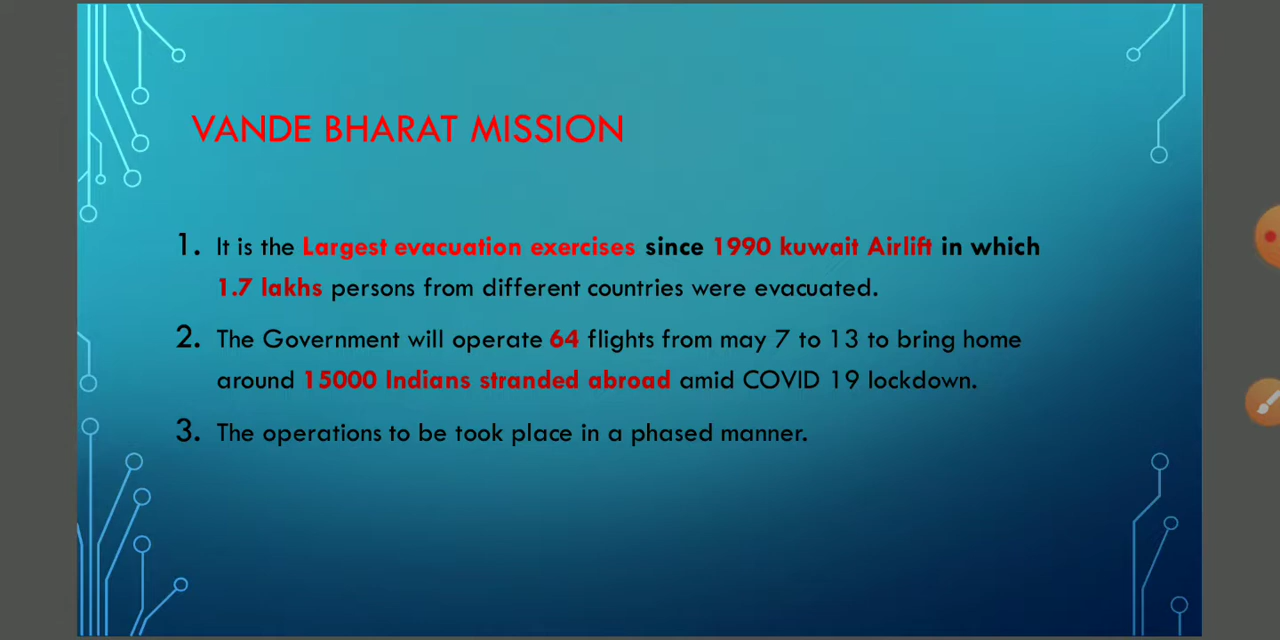 VANDE BHARAT MISSION
1. It is the Largest evacuation exercises since 1990 kuwait Airlift in which
1.7 lakhs persons from different countries were evacuated.
2. The Government will operate 64 flights from may 7 to 13 to bring home
around 15000 Indians stranded abroad amid COVID 19 lockdown.
3. The operations to be took place in a phased manner.